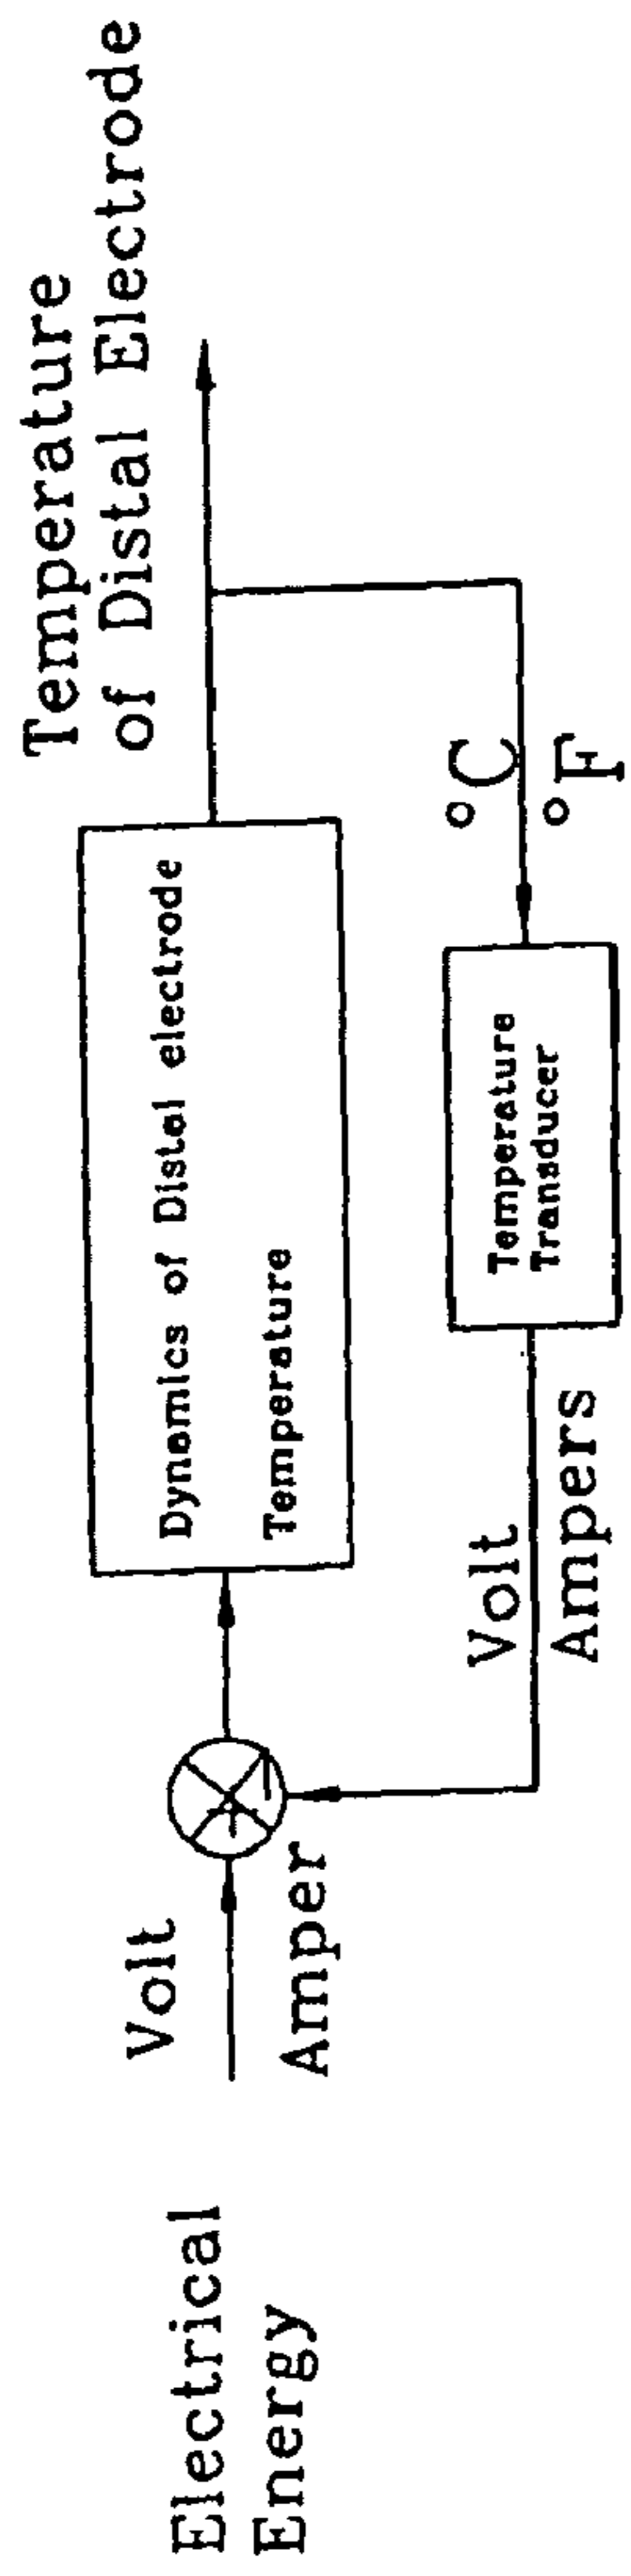 Electrical
Energy
Volt
Amper
+
−
Dynamics of Distal electrode
Temperature
Temperature
of Distal Electrode
°C
°F
Temperature
Transducer
Volt
Ampers